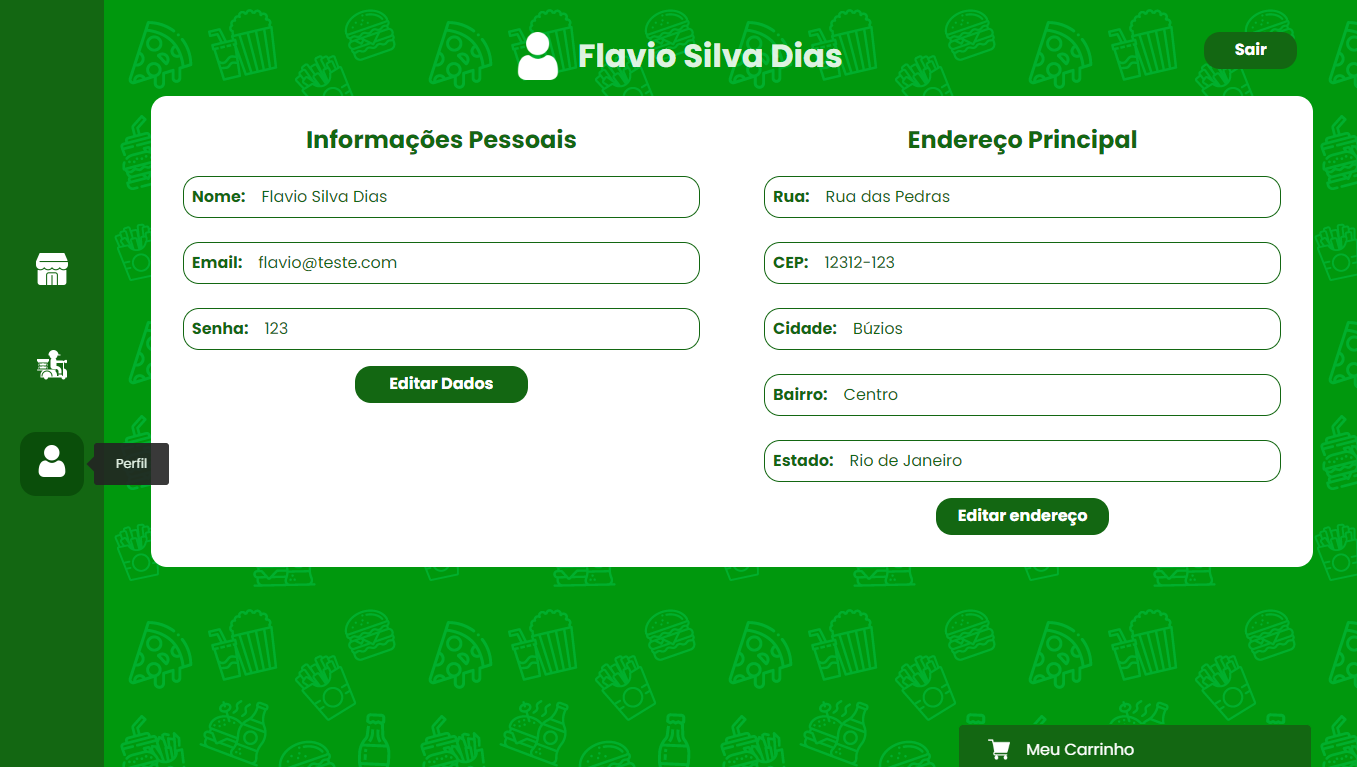 Flavio Silva Dias
Sair
Informações Pessoais
Nome: Flavio Silva Dias
Email: flavio@teste.com
Senha: 123
Editar Dados
Endereço Principal
Rua: Rua das Pedras
CEP: 12312-123
Cidade: Búzios
Bairro: Centro
Estado: Rio de Janeiro
Editar endereço
Perfil
Meu Carrinho